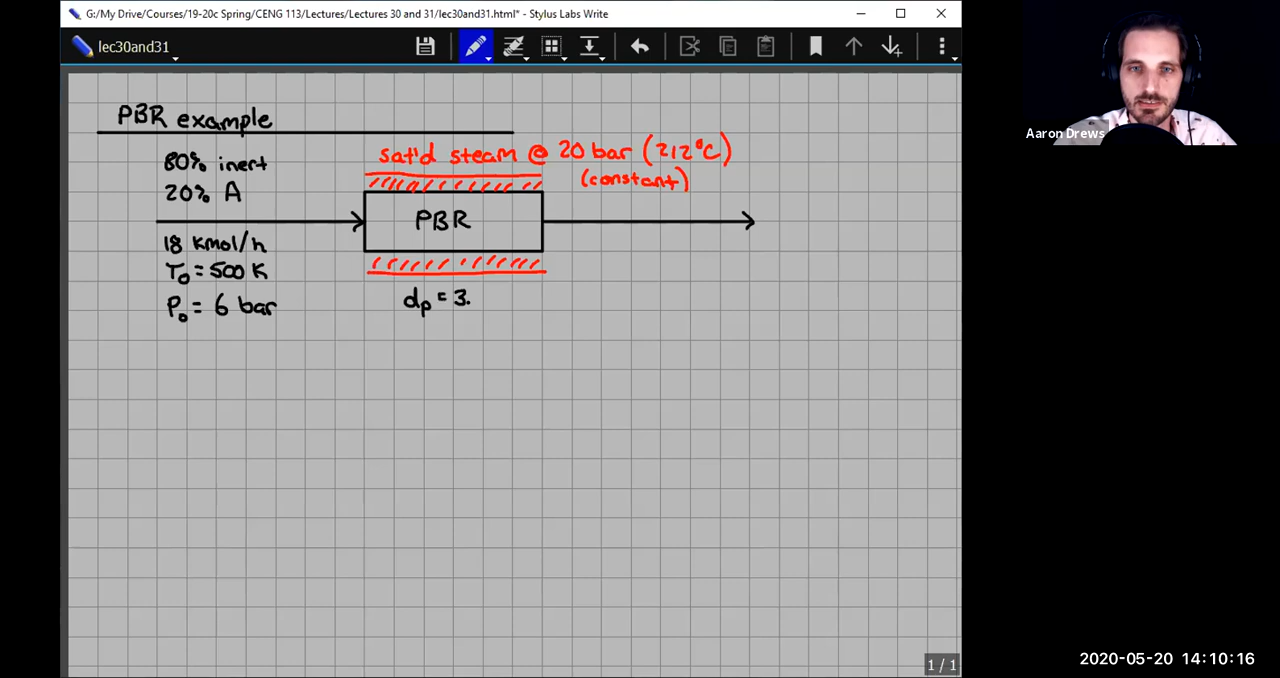 G:/My Drive/Courses/19-20c Spring/CENG 113/Lectures/Lectures 30 and 31/lec30and31.html* - Stylus Labs Write
lec30and31
PBR example
80% inert
20% A
18 kmol/h
T₀ = 500 K
P₀ = 6 bar
sat'd steam @ 20 bar (212°C)
(constant)
PBR
dp = 3.
Aaron Drews
1 / 1
2020-05-20 14:10:16